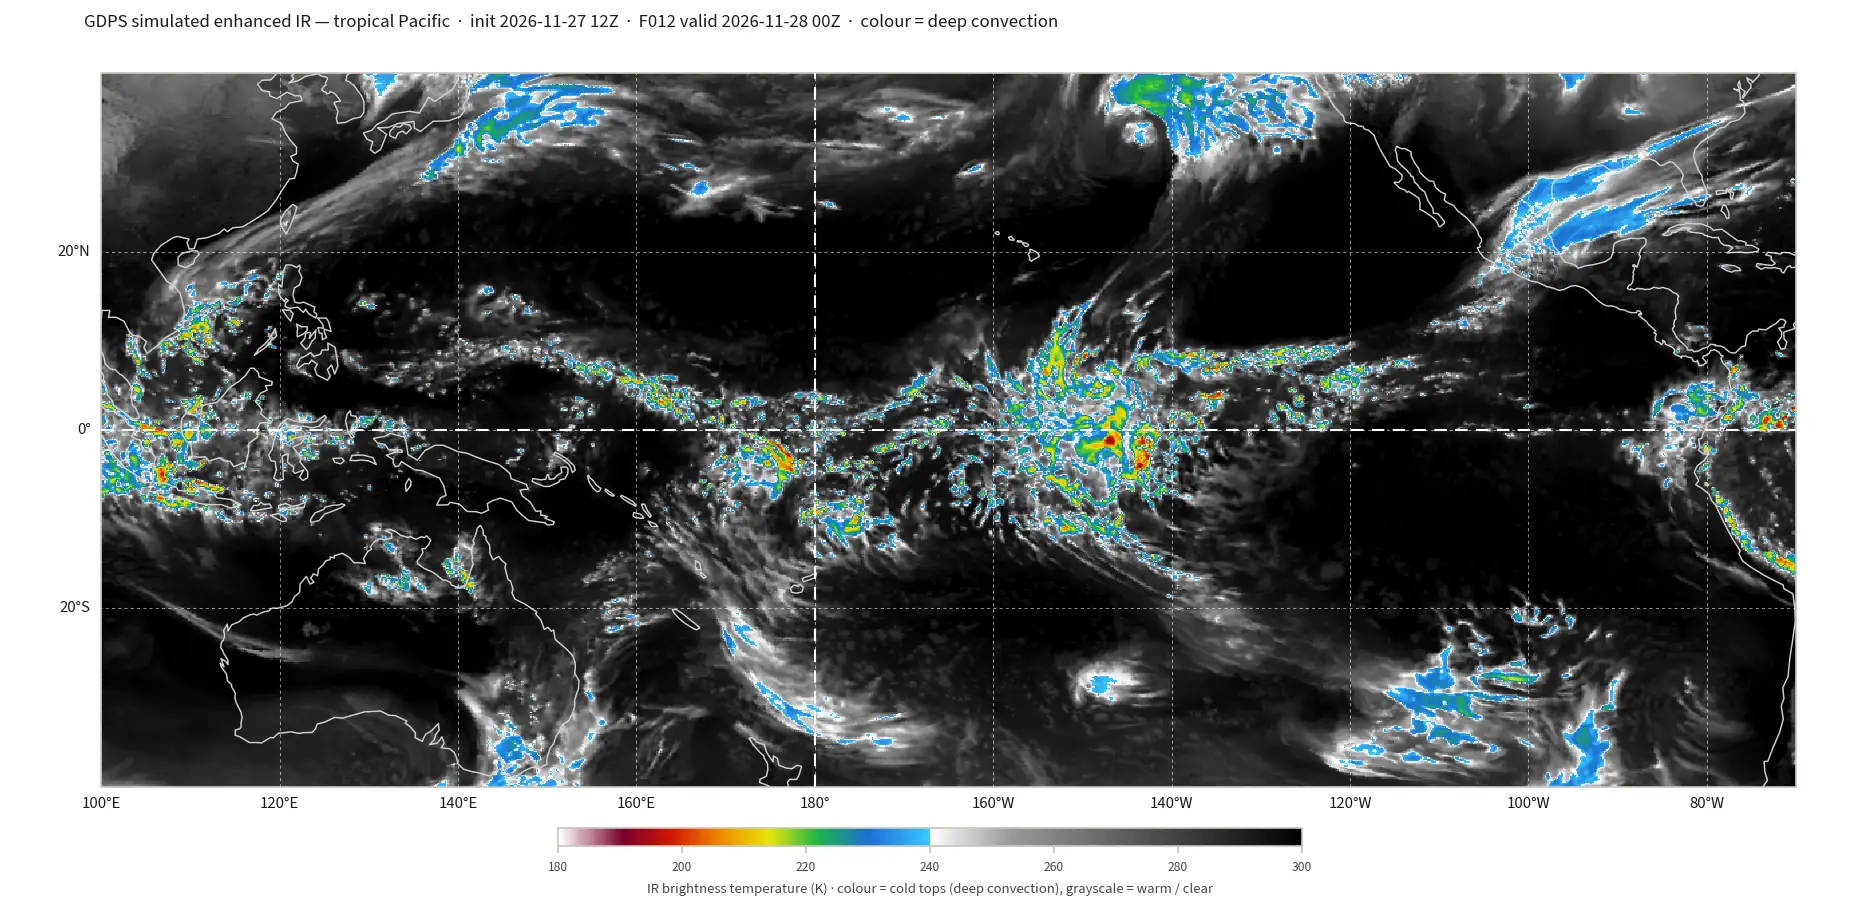 GDPS simulated enhanced IR — tropical Pacific · init 2026-11-27 12Z · F012 valid 2026-11-28 00Z · colour = deep convection
20°N
0°
20°S
100°E 120°E 140°E 160°E 180° 160°W 140°W 120°W 100°W 80°W
180 200 220 240 260 280 300
IR brightness temperature (K) · colour = cold tops (deep convection), grayscale = warm / clear